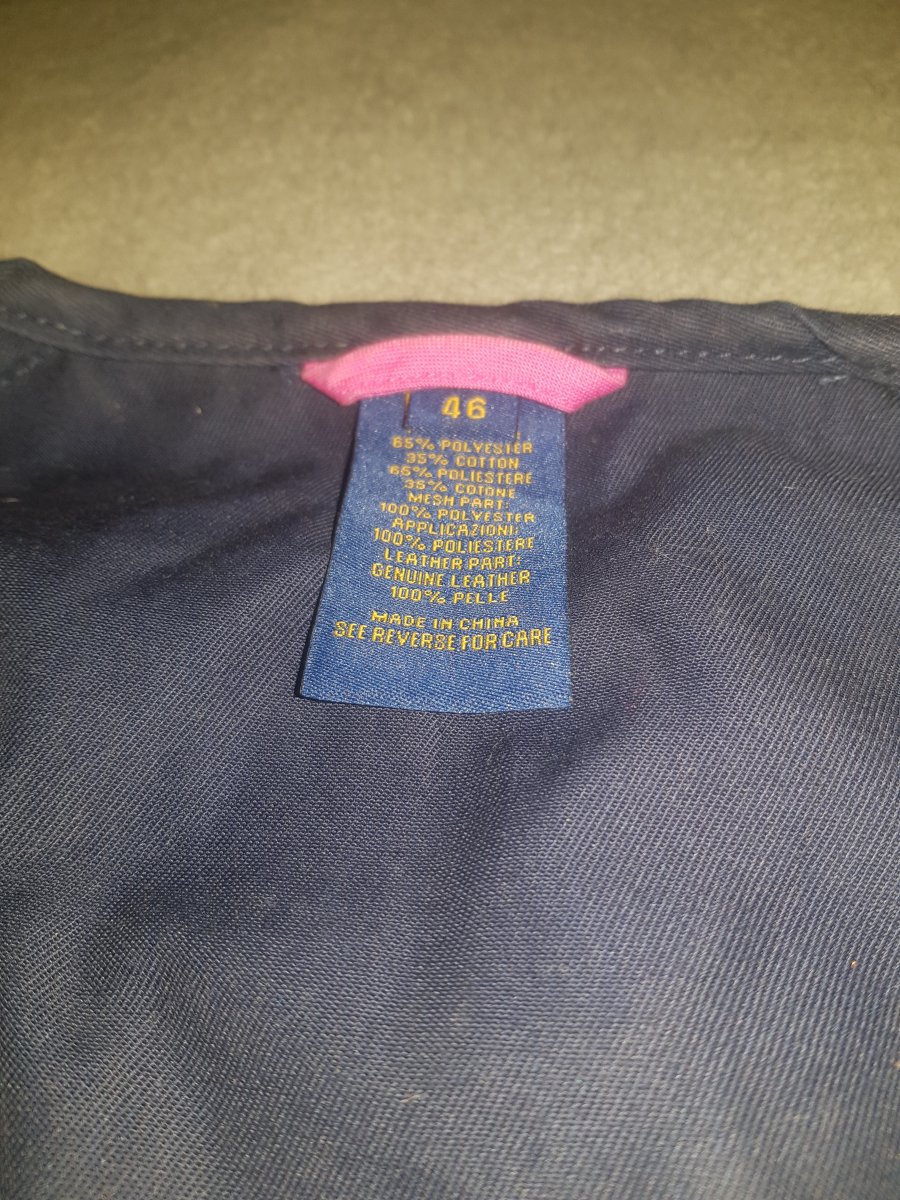 46
65% POLYESTER
35% COTTON
65% POLIESTERE
35% COTONE
MESH PART:
100% POLYESTER
APPLICAZIONI:
100% POLIESTERE
LEATHER PART:
GENUINE LEATHER
100% PELLE
MADE IN CHINA
SEE REVERSE FOR CARE